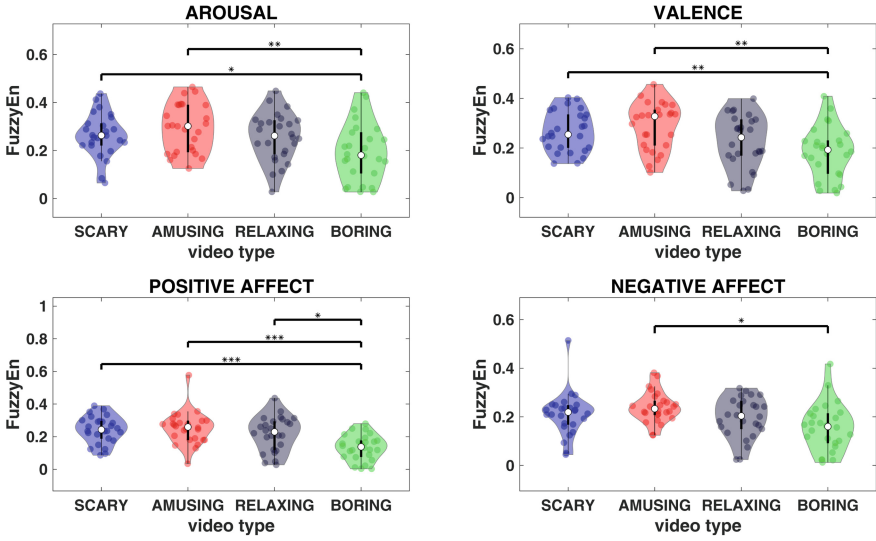 AROUSAL
FuzzyEn
0.6
0.4
0.2
0
**
*
SCARY AMUSING RELAXING BORING
video type
VALENCE
FuzzyEn
0.6
0.4
0.2
0
**
**
SCARY AMUSING RELAXING BORING
video type
POSITIVE AFFECT
FuzzyEn
1
0.8
0.6
0.4
0.2
0
*
***
***
SCARY AMUSING RELAXING BORING
video type
NEGATIVE AFFECT
FuzzyEn
0.6
0.4
0.2
0
*
SCARY AMUSING RELAXING BORING
video type